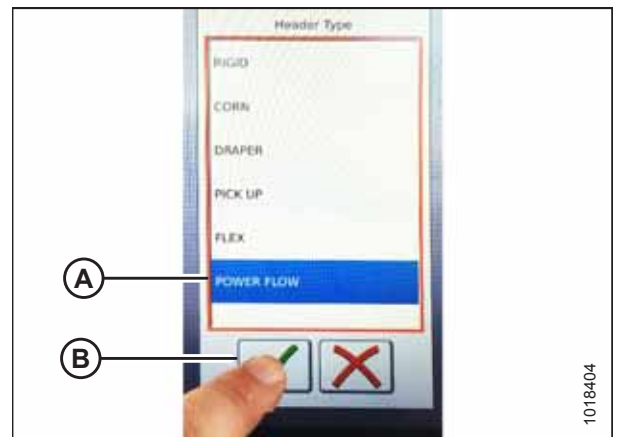 Header Type
RIGID
CORN
DRAPER
PICK UP
FLEX
A
POWER FLOW
B
1018404